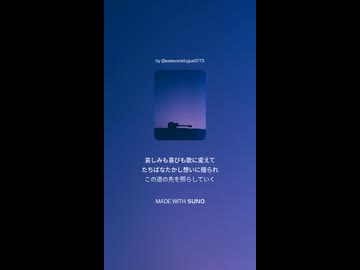 by @awesomefugue0773
哀しみも喜びも歌に変えて
たちばなたかし想いに揺られ
この道の先を照らしていく
MADE WITH SUNO